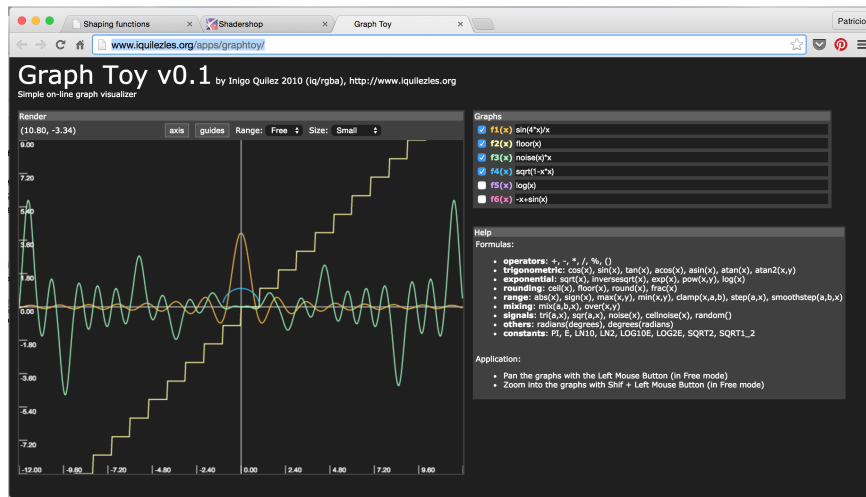 Shaping functions
Shadershop
Graph Toy
Patricio
www.iquilezles.org/apps/graphtoy/
Graph Toy v0.1 by Inigo Quilez 2010 (iq/rgba), http://www.iquilezles.org
Simple on-line graph visualizer
Render
(10.80, -3.34) axis guides Range: Free Size: Small
9.00
7.20
5.40
3.60
1.80
0.00
-1.80
-3.60
-5.40
-7.20
-12.00 -9.60 -7.20 -4.80 -2.40 0.00 2.40 4.80 7.20 9.60
Graphs
f1(x) sin(4*x)/x
f2(x) floor(x)
f3(x) noise(x)*x
f4(x) sqrt(1-x*x)
f5(x) log(x)
f6(x) -x+sin(x)
Help
Formulas:
• operators: +, -, *, /, %, ()
• trigonometric: cos(x), sin(x), tan(x), acos(x), asin(x), atan(x), atan2(x,y)
• exponential: sqrt(x), inversesqrt(x), exp(x), pow(x,y), log(x)
• rounding: ceil(x), floor(x), round(x), frac(x)
• range: abs(x), sign(x), max(x,y), min(x,y), clamp(x,a,b), step(a,x), smoothstep(a,b,x)
• mixing: mix(a,b,x), over(x,y)
• signals: tri(a,x), sqr(a,x), noise(x), cellnoise(x), random()
• others: radians(degrees), degrees(radians)
• constants: PI, E, LN10, LN2, LOG10E, LOG2E, SQRT2, SQRT1_2
Application:
• Pan the graphs with the Left Mouse Button (in Free mode)
• Zoom into the graphs with Shif + Left Mouse Button (in Free mode)